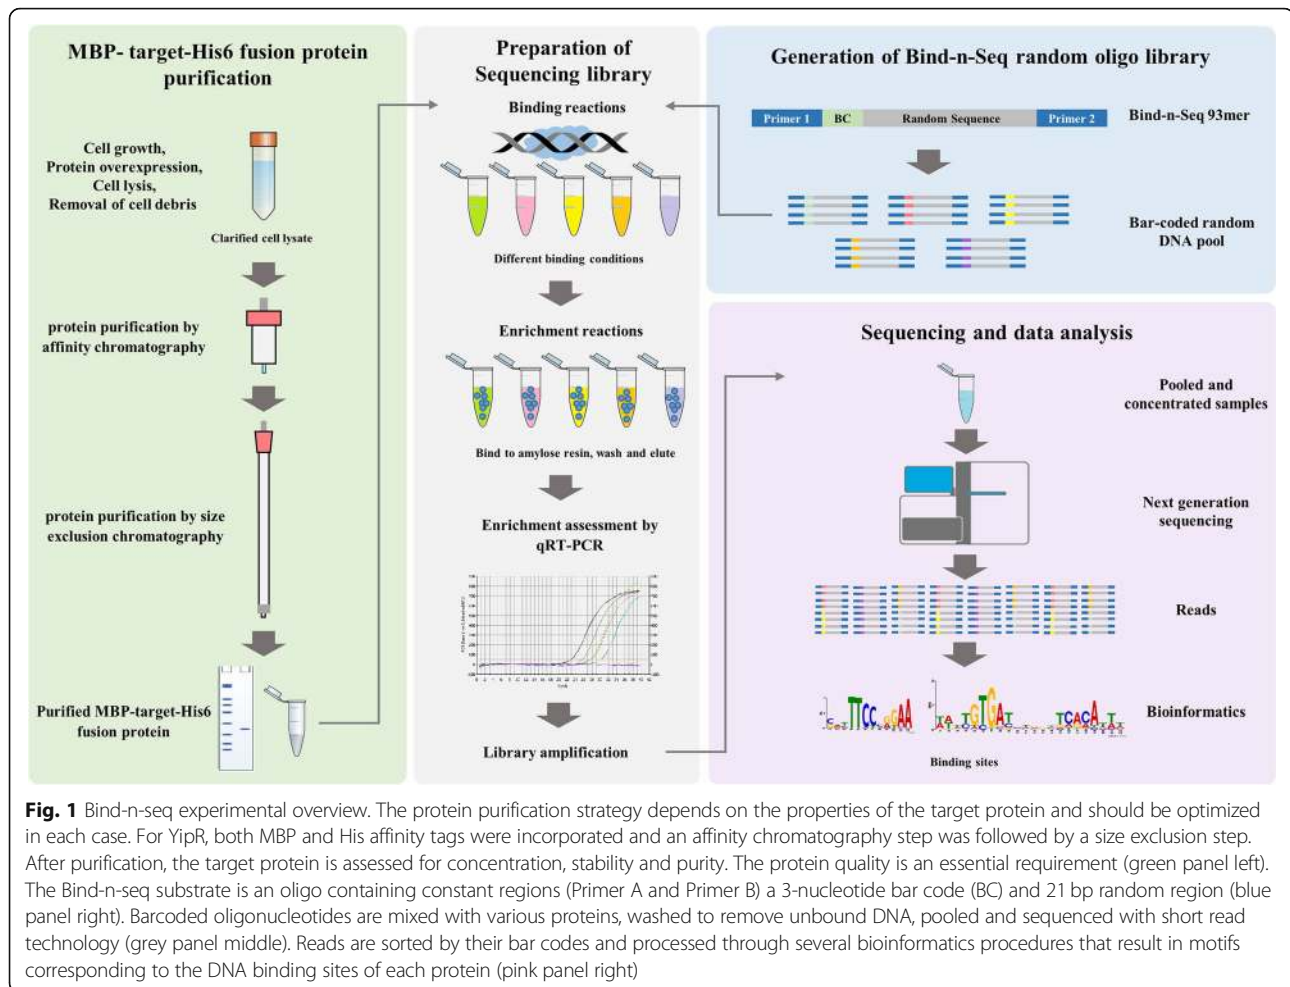 MBP- target-His6 fusion protein
purification
Cell growth,
Protein overexpression,
Cell lysis,
Removal of cell debris
Clarified cell lysate
protein purification by
affinity chromatography
protein purification by size
exclusion chromatography
Purified MBP-target-His6
fusion protein
Preparation of
Sequencing library
Binding reactions
Different binding conditions
Enrichment reactions
Bind to amylose resin, wash and elute
Enrichment assessment by
qRT-PCR
Library amplification
Generation of Bind-n-Seq random oligo library
Primer 1 BC Random Sequence Primer 2
Bind-n-Seq 93mer
Bar-coded random
DNA pool
Sequencing and data analysis
Pooled and
concentrated samples
Next generation
sequencing
Reads
Bioinformatics
Binding sites
Fig. 1 Bind-n-seq experimental overview. The protein purification strategy depends on the properties of the target protein and should be optimized
in each case. For YipR, both MBP and His affinity tags were incorporated and an affinity chromatography step was followed by a size exclusion step.
After purification, the target protein is assessed for concentration, stability and purity. The protein quality is an essential requirement (green panel left).
The Bind-n-seq substrate is an oligo containing constant regions (Primer A and Primer B) a 3-nucleotide bar code (BC) and 21 bp random region (blue
panel right). Barcoded oligonucleotides are mixed with various proteins, washed to remove unbound DNA, pooled and sequenced with short read
technology (grey panel middle). Reads are sorted by their bar codes and processed through several bioinformatics procedures that result in motifs
corresponding to the DNA binding sites of each protein (pink panel right)